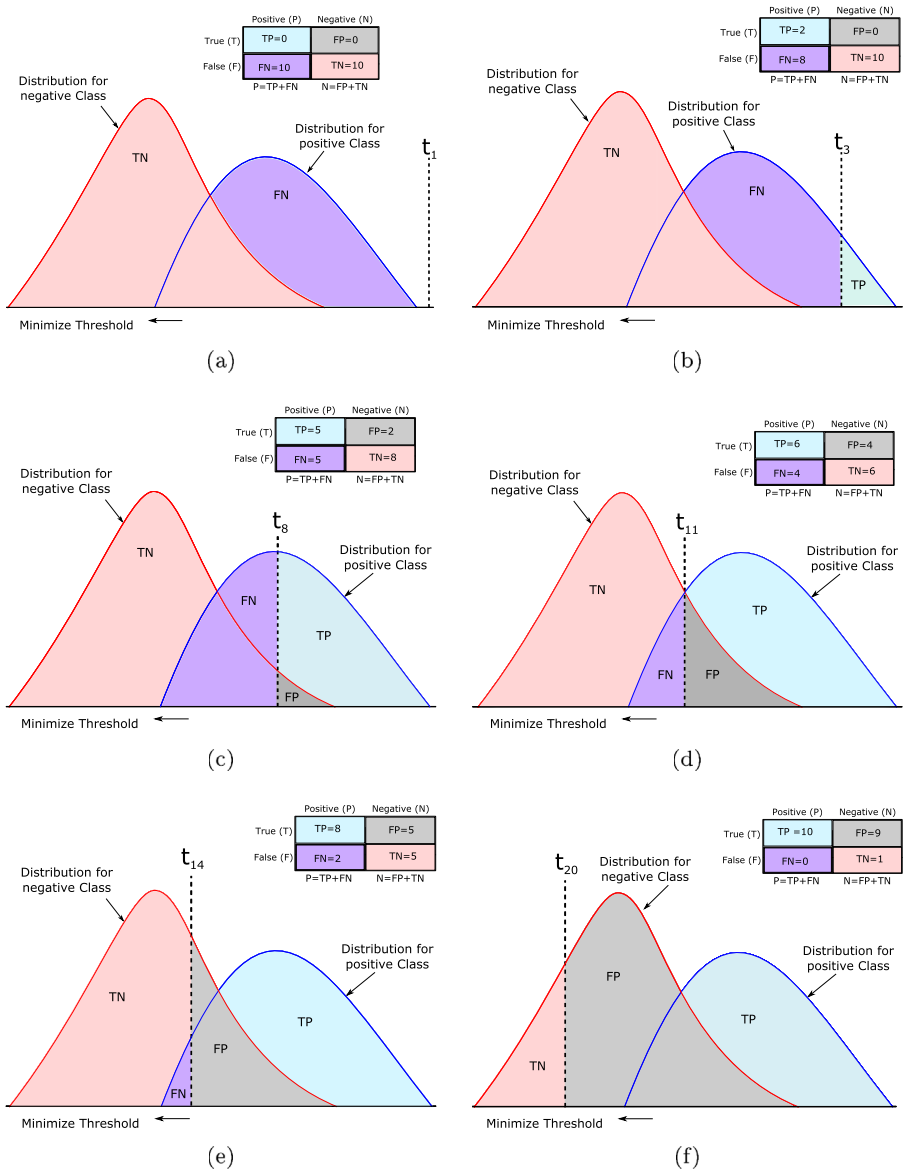 Positive (P) Negative (N)
True (T) TP=0 FP=0
False (F) FN=10 TN=10
P=TP+FN N=FP+TN
Distribution for
negative Class
Distribution for
positive Class
t1
TN
FN
Minimize Threshold
(a)
Positive (P) Negative (N)
True (T) TP=2 FP=0
False (F) FN=8 TN=10
P=TP+FN N=FP+TN
Distribution for
negative Class
Distribution for
positive Class
t3
TN
FN
TP
Minimize Threshold
(b)
Positive (P) Negative (N)
True (T) TP=5 FP=2
False (F) FN=5 TN=8
P=TP+FN N=FP+TN
Distribution for
negative Class
t8
Distribution for
positive Class
TN
FN
TP
FP
Minimize Threshold
(c)
Positive (P) Negative (N)
True (T) TP=6 FP=4
False (F) FN=4 TN=6
P=TP+FN N=FP+TN
Distribution for
negative Class
t11
Distribution for
positive Class
TN
TP
FN
FP
Minimize Threshold
(d)
Positive (P) Negative (N)
True (T) TP=8 FP=5
False (F) FN=2 TN=5
P=TP+FN N=FP+TN
t14
Distribution for
negative Class
Distribution for
positive Class
TN
TP
FP
FN
Minimize Threshold
(e)
Positive (P) Negative (N)
True (T) TP =10 FP=9
False (F) FN=0 TN=1
P=TP+FN N=FP+TN
t20
Distribution for
negative Class
Distribution for
positive Class
FP
TP
TN
Minimize Threshold
(f)